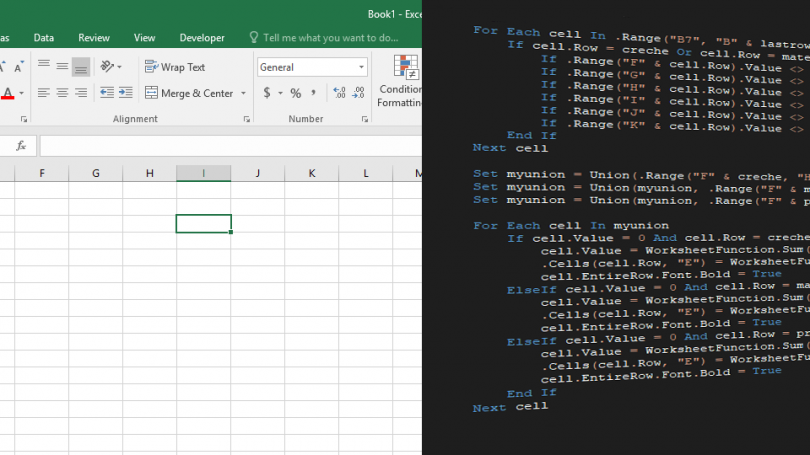 Book1 - Exce
as Data Review View Developer Tell me what you want to do...
Wrap Text
General
Merge & Center
$ % ,
Condition
Formatting
Alignment
Number
fx
F G H I J K L M
For Each cell In .Range("B7", "B" & lastrow
If cell.Row = creche Or cell.Row = mate
If .Range("F" & cell.Row).Value <>
If .Range("G" & cell.Row).Value <>
If .Range("H" & cell.Row).Value <>
If .Range("I" & cell.Row).Value <>
If .Range("J" & cell.Row).Value <>
If .Range("K" & cell.Row).Value <>
End If
Next cell
Set myunion = Union(.Range("F" & creche, "H
Set myunion = Union(myunion, .Range("F" & m
Set myunion = Union(myunion, .Range("F" & p
For Each cell In myunion
If cell.Value = 0 And cell.Row = creche
cell.Value = WorksheetFunction.Sum(
.Cells(cell.Row, "E") = WorksheetFu
cell.EntireRow.Font.Bold = True
ElseIf cell.Value = 0 And cell.Row = ma
cell.Value = WorksheetFunction.Sum(
.Cells(cell.Row, "E") = WorksheetFu
cell.EntireRow.Font.Bold = True
ElseIf cell.Value = 0 And cell.Row = pr
cell.Value = WorksheetFunction.Sum(
.Cells(cell.Row, "E") = WorksheetFu
cell.EntireRow.Font.Bold = True
End If
Next cell